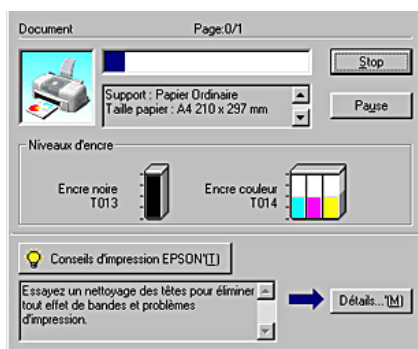 Document Page:0/1
Stop
Support : Papier Ordinaire
Taille papier : A4 210 x 297 mm
Pause
Niveaux d'encre
Encre noire
T013
Encre couleur
T014
Conseils d'impression EPSON'(T)
Essayez un nettoyage des têtes pour éliminer
tout effet de bandes et problèmes
d'impression.
Détails...'(M)